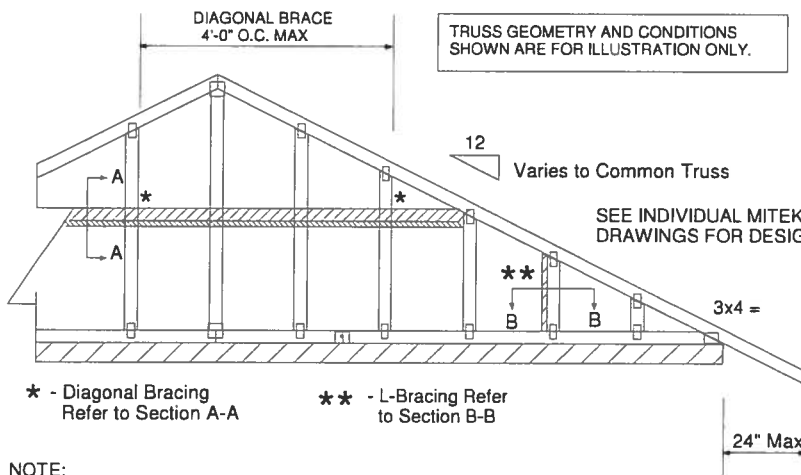 DIAGONAL BRACE
4'-0" O.C. MAX
TRUSS GEOMETRY AND CONDITIONS
SHOWN ARE FOR ILLUSTRATION ONLY.
12
Varies to Common Truss
A
*
*
SEE INDIVIDUAL MITEK
DRAWINGS FOR DESIG
A
**
B
B
3x4 =
* - Diagonal Bracing
Refer to Section A-A
** - L-Bracing Refer
to Section B-B
24" Max
NOTE: